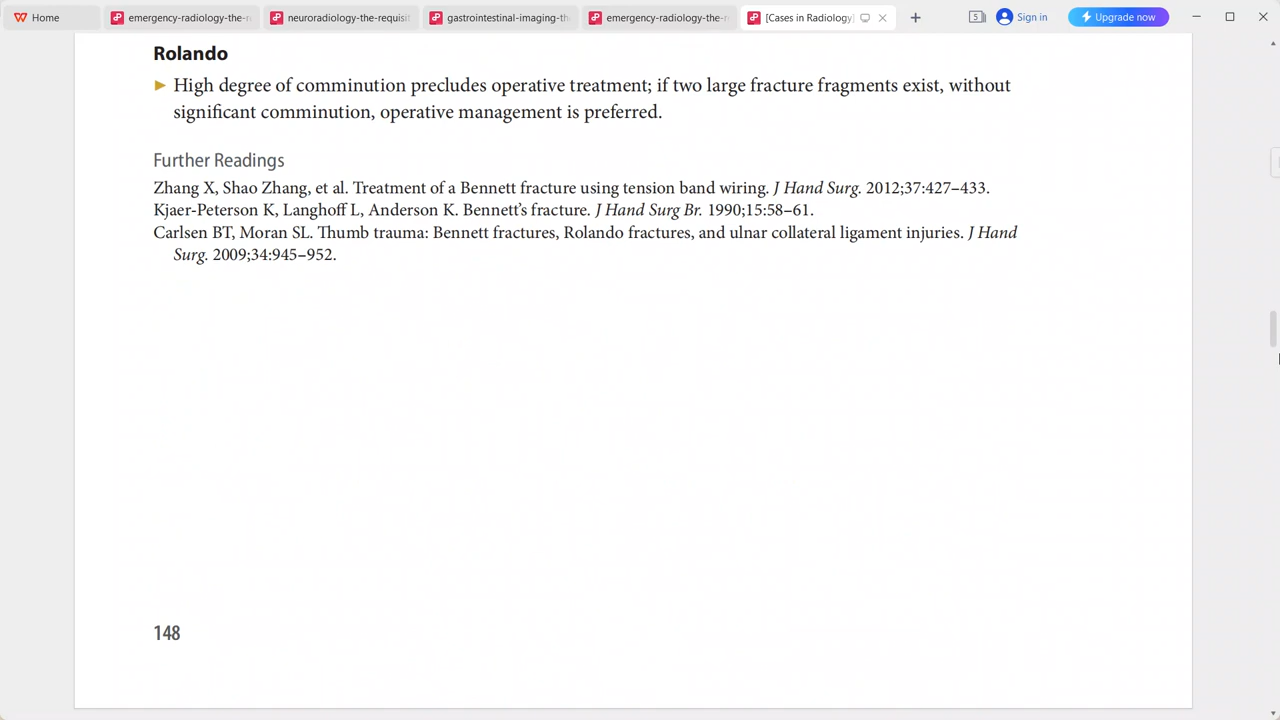 Home
emergency-radiology-the-r
neuroradiology-the-requisit
gastrointestinal-imaging-th
emergency-radiology-the-r
[Cases in Radiology]
5
Sign in
Upgrade now
Rolando
► High degree of comminution precludes operative treatment; if two large fracture fragments exist, without
significant comminution, operative management is preferred.
Further Readings
Zhang X, Shao Zhang, et al. Treatment of a Bennett fracture using tension band wiring. J Hand Surg. 2012;37:427–433.
Kjaer-Peterson K, Langhoff L, Anderson K. Bennett's fracture. J Hand Surg Br. 1990;15:58–61.
Carlsen BT, Moran SL. Thumb trauma: Bennett fractures, Rolando fractures, and ulnar collateral ligament injuries. J Hand
Surg. 2009;34:945–952.
148